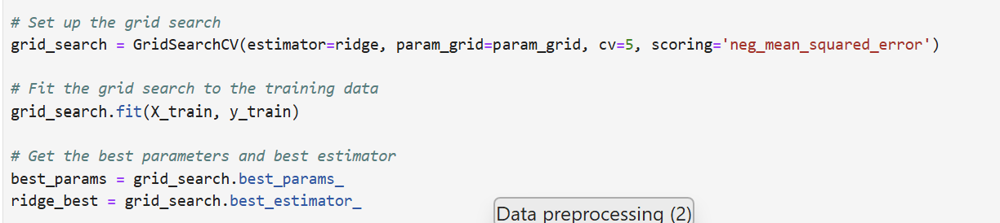 # Set up the grid search
grid_search = GridSearchCV(estimator=ridge, param_grid=param_grid, cv=5, scoring='neg_mean_squared_error')
# Fit the grid search to the training data
grid_search.fit(X_train, y_train)
# Get the best parameters and best estimator
best_params = grid_search.best_params_
ridge_best = grid_search.best_estimator_
Data preprocessing (2)